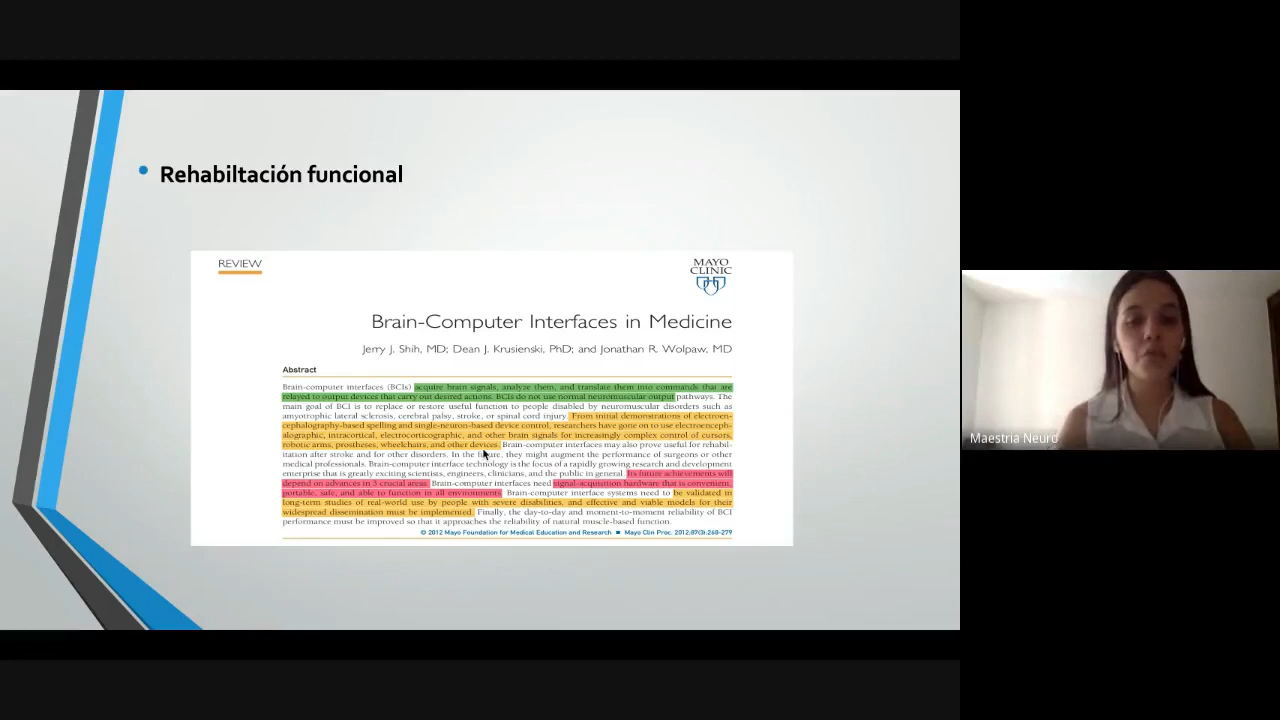 Rehabiltación funcional
REVIEW
MAYO
CLINIC
Brain-Computer Interfaces in Medicine
Jerry J. Shih, MD; Dean J. Krusienski, PhD; and Jonathan R. Wolpaw, MD
Abstract
Brain-computer interfaces (BCIs) acquire brain signals, analyze them, and translate them into commands that are
relayed to output devices that carry out desired actions. BCIs do not use normal neuromuscular output pathways. The
main goal of BCI is to replace or restore useful function to people disabled by neuromuscular disorders such as
amyotrophic lateral sclerosis, cerebral palsy, stroke, or spinal cord injury. From initial demonstrations of electroen-
cephalography-based spelling and single-neuron-based device control, researchers have gone on to use electroenceph-
alographic, intracortical, electrocorticographic, and other brain signals for increasingly complex control of cursors,
robotic arms, prostheses, wheelchairs, and other devices. Brain-computer interfaces may also prove useful for rehabil-
itation after stroke and for other disorders. In the future, they might augment the performance of surgeons or other
medical professionals. Brain-computer interface technology is the focus of a rapidly growing research and development
enterprise that is greatly exciting scientists, engineers, clinicians, and the public in general. Its future achievements will
depend on advances in 3 crucial areas. Brain-computer interfaces need signal-acquisition hardware that is convenient,
portable, safe, and able to function in all environments. Brain-computer interface systems need to be validated in
long-term studies of real-world use by people with severe disabilities, and effective and viable models for their
widespread dissemination must be implemented. Finally, the day-to-day and moment-to-moment reliability of BCI
performance must be improved so that it approaches the reliability of natural muscle-based function.
© 2012 Mayo Foundation for Medical Education and Research ■ Mayo Clin Proc. 2012;87(3):268-279
Maestria Neuro